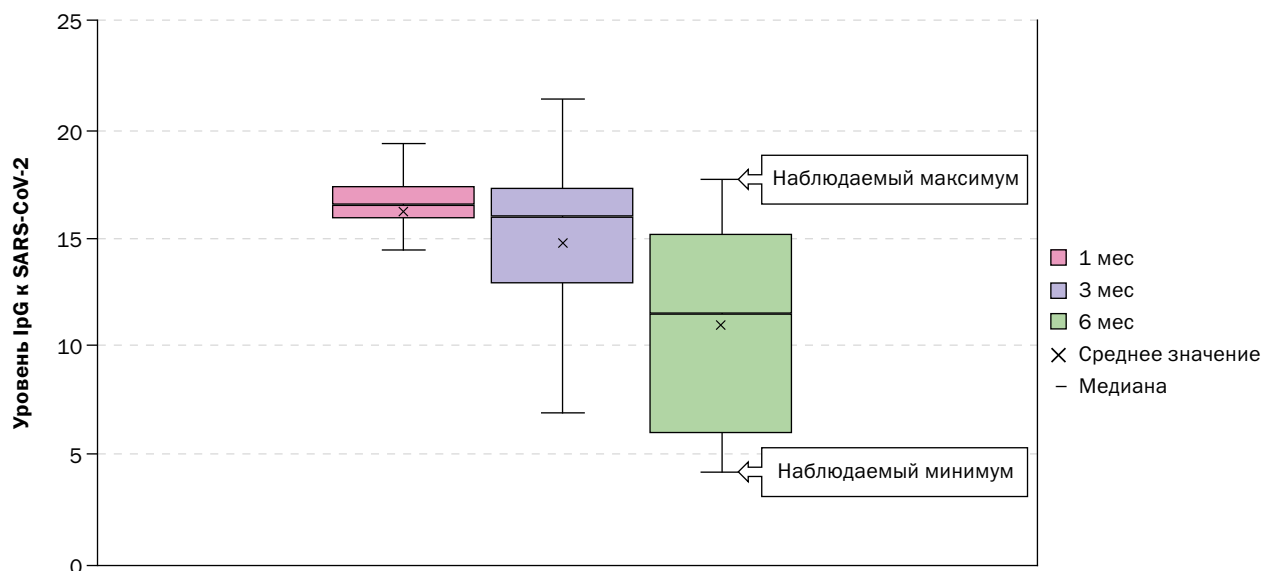 25
20
15
10
5
0
Уровень IpG к SARS-CoV-2
Наблюдаемый максимум
Наблюдаемый минимум
1 мес
3 мес
6 мес
Среднее значение
Медиана